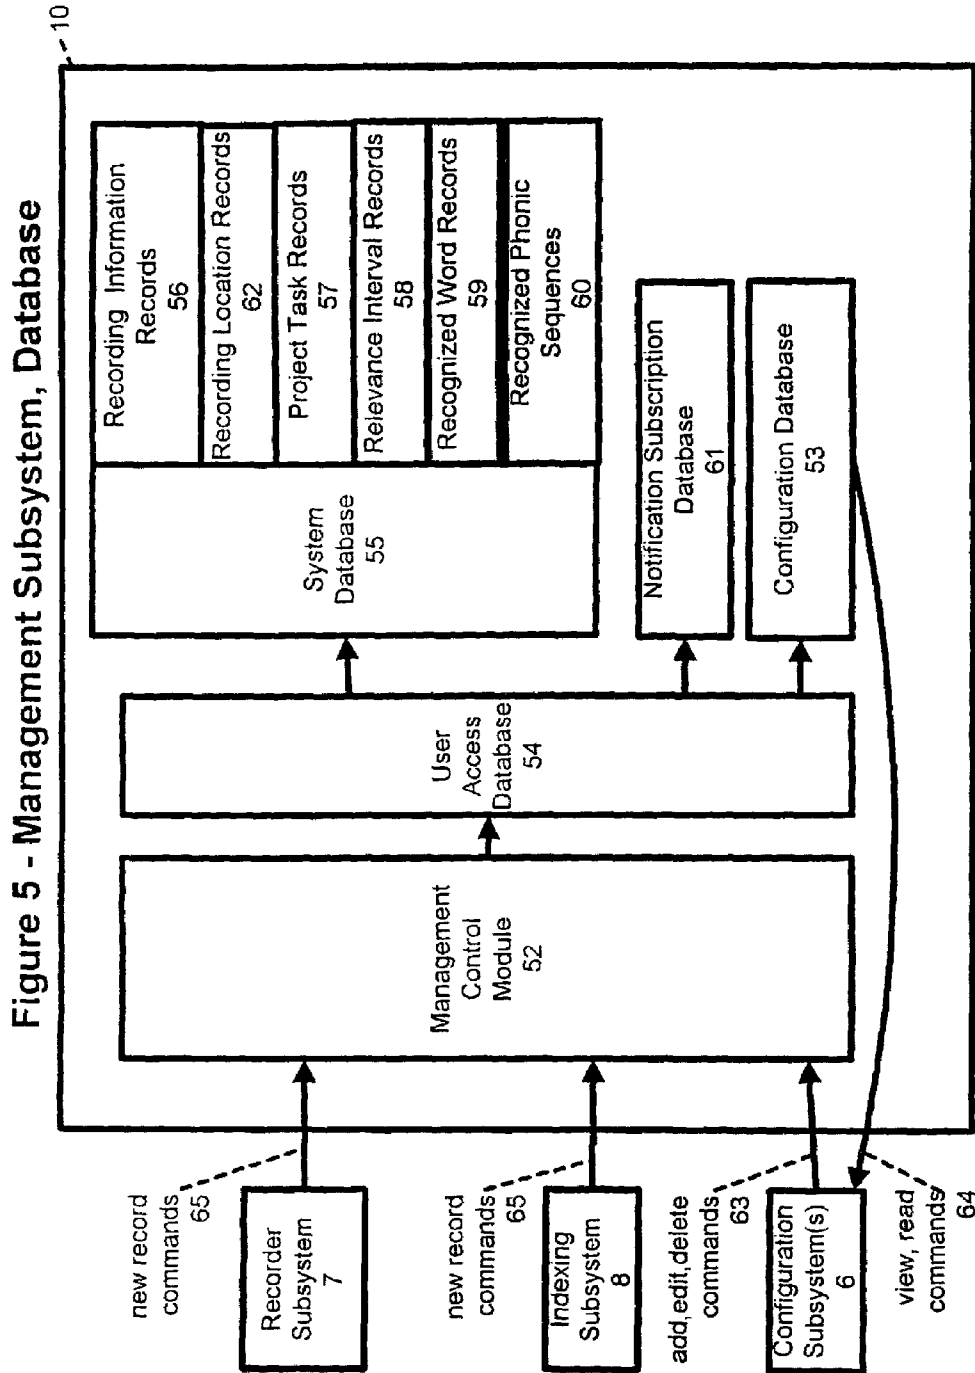 Figure 5 - Management Subsystem, Database
10
new record
commands
65
Recorder
Subsystem
7
new record
commands
65
Indexing
Subsystem
8
add,edit,delete
commands
63
Configuration
Subsystem(s)
6
view, read
commands
64
Management
Control
Module
52
User
Access
Database
54
System
Database
55
Recording Information
Records
56
Recording Location Records
62
Project Task Records
57
Relevance Interval Records
58
Recognized Word Records
59
Recognized Phonic
Sequences
60
Notification Subscription
Database
61
Configuration Database
53